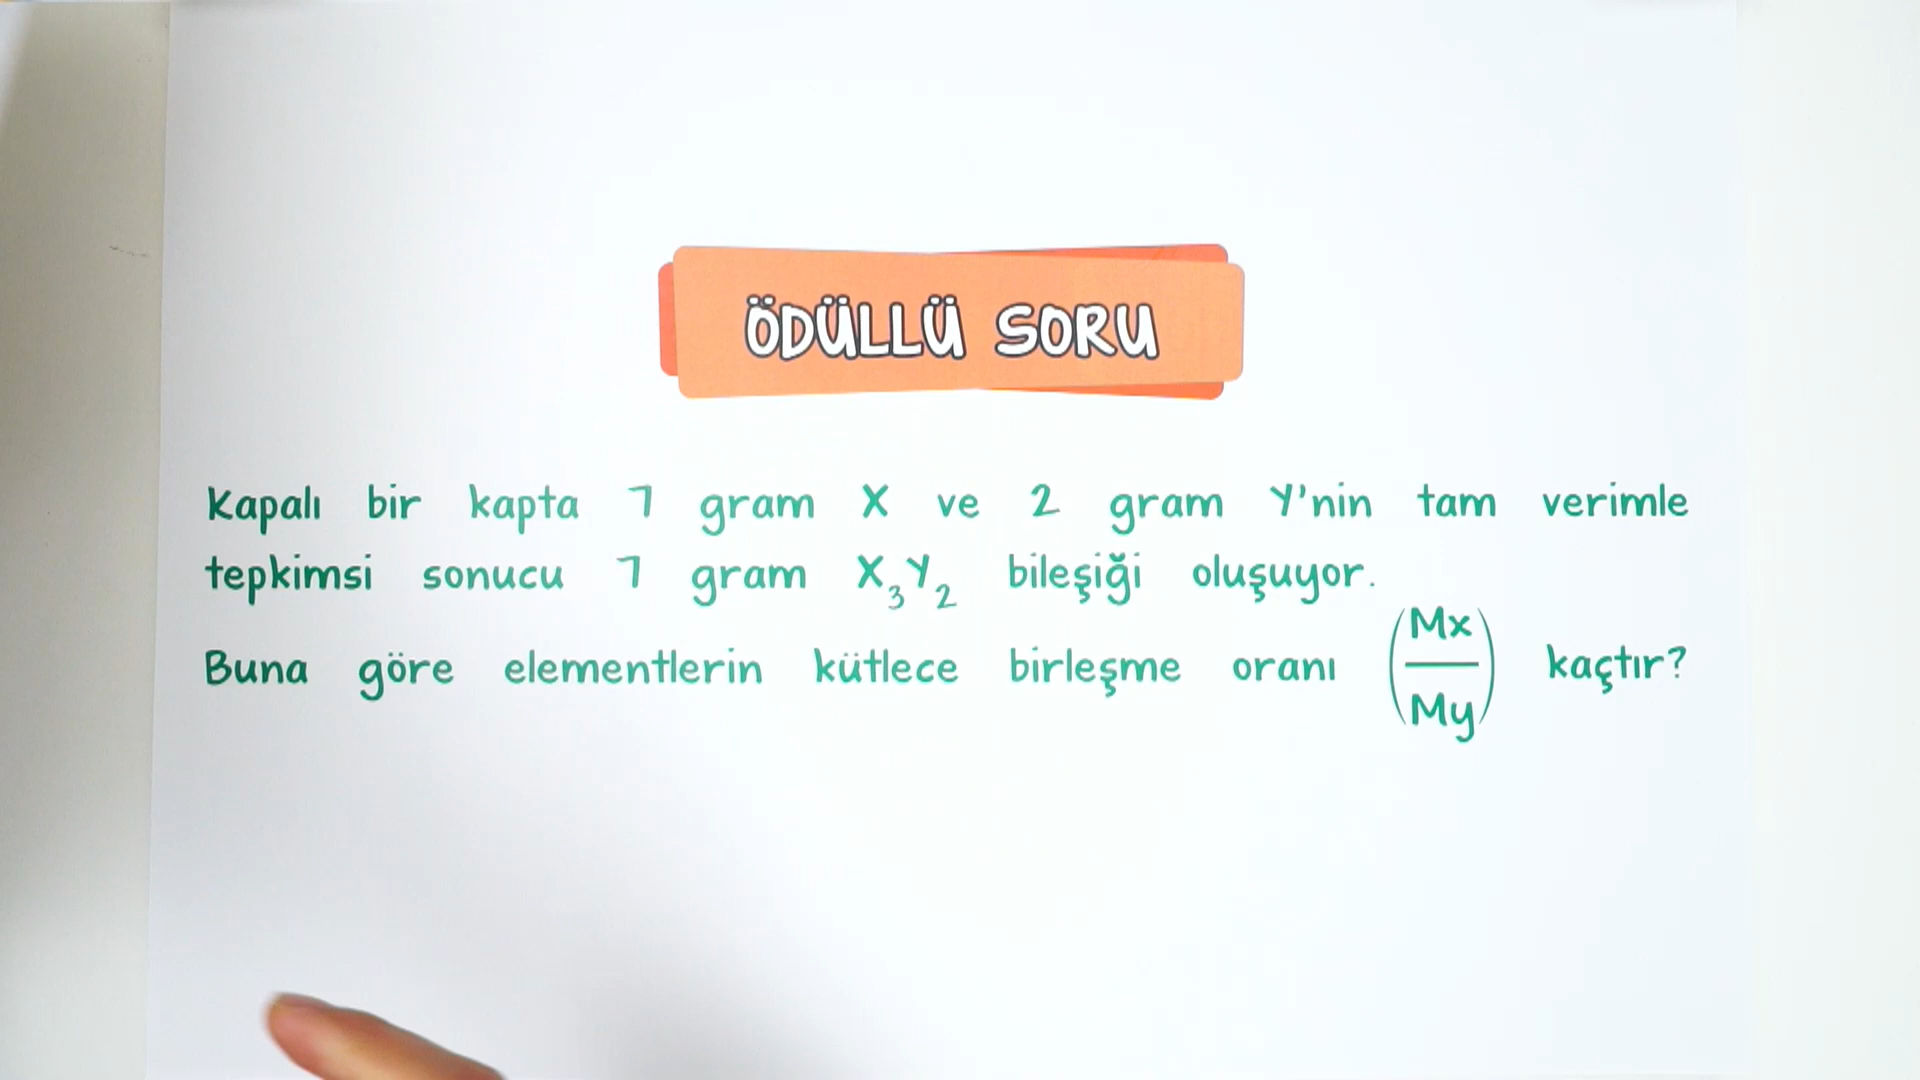 ÖDÜLLÜ SORU
Kapalı bir kapta 7 gram X ve 2 gram Y'nin tam verimle
tepkimsi sonucu 7 gram X₃Y₂ bileşiği oluşuyor.
Buna göre elementlerin kütlece birleşme oranı (Mx/My) kaçtır?